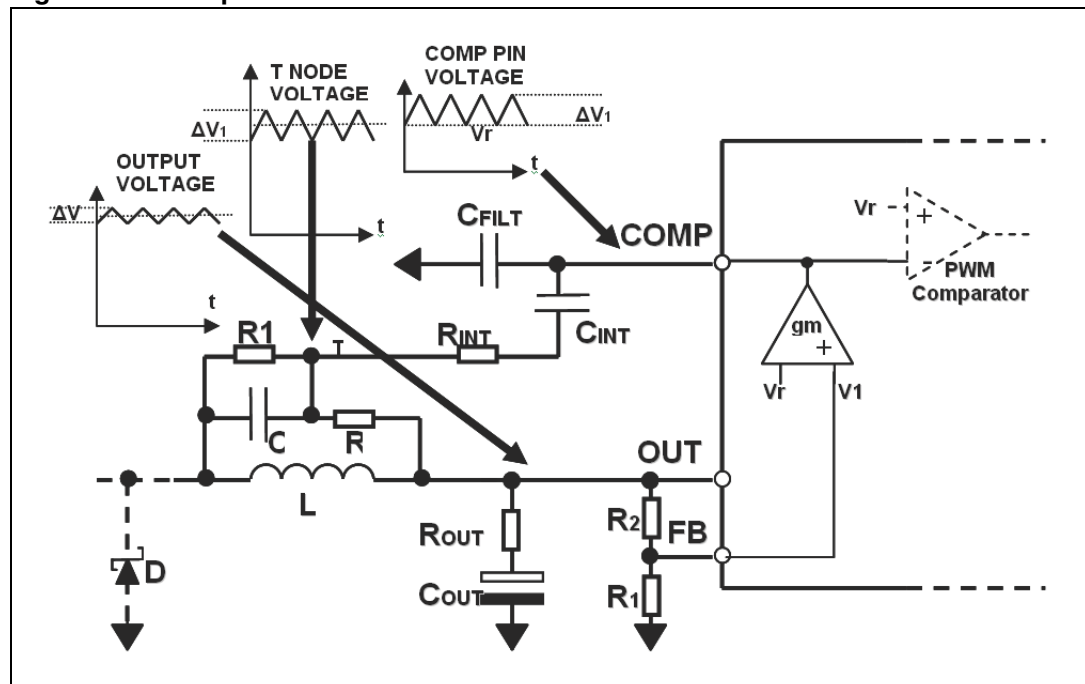 T NODE
VOLTAGE
ΔV1
t
COMP PIN
VOLTAGE
Vr
ΔV1
t
OUTPUT
VOLTAGE
ΔV
t
CFILT
COMP
Vr
+
-
PWM
Comparator
gm
+
Vr
V1
CINT
RINT
T
R1
C
R
L
D
OUT
ROUT
COUT
R2
FB
R1